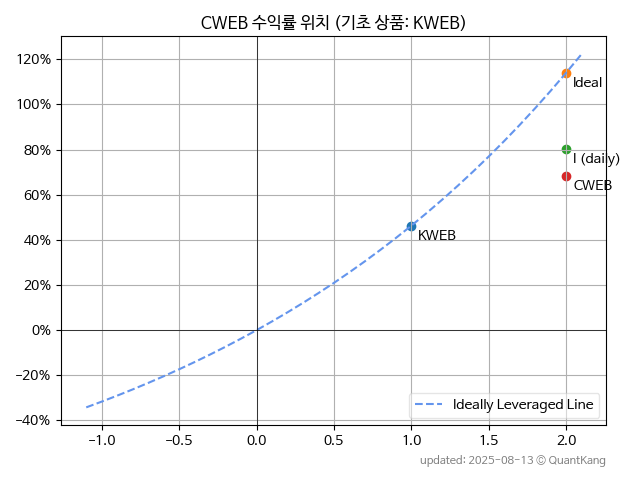 CWEB 수익률 위치 (기초 상품: KWEB)
120%
100%
80%
60%
40%
20%
0%
−20%
−40%
Ideal
I (daily)
CWEB
KWEB
Ideally Leveraged Line
−1.0 −0.5 0.0 0.5 1.0 1.5 2.0
updated: 2025-08-13 © QuantKang